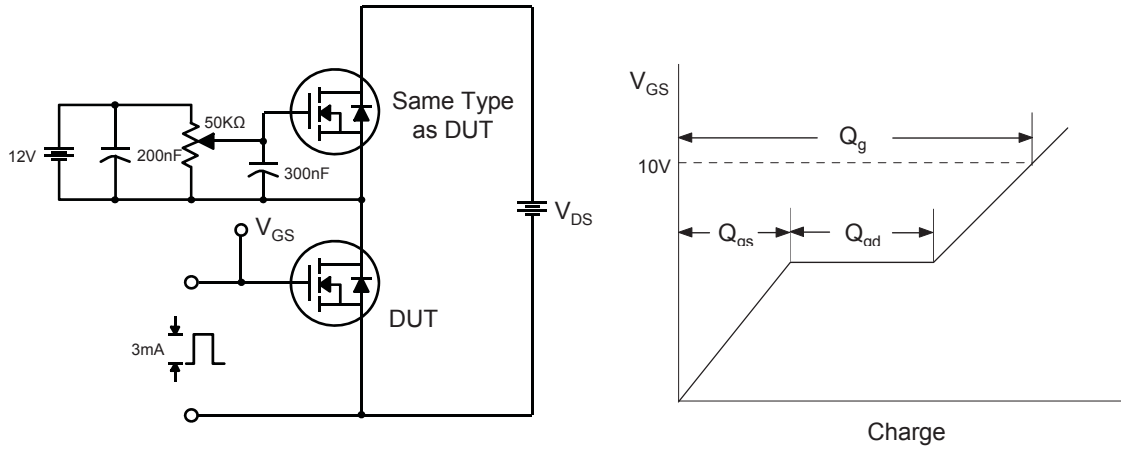 Same Type
as DUT
50KΩ
12V
200nF
300nF
V_DS
V_GS
DUT
3mA
V_GS
Q_g
10V
Q_gs
Q_gd
Charge